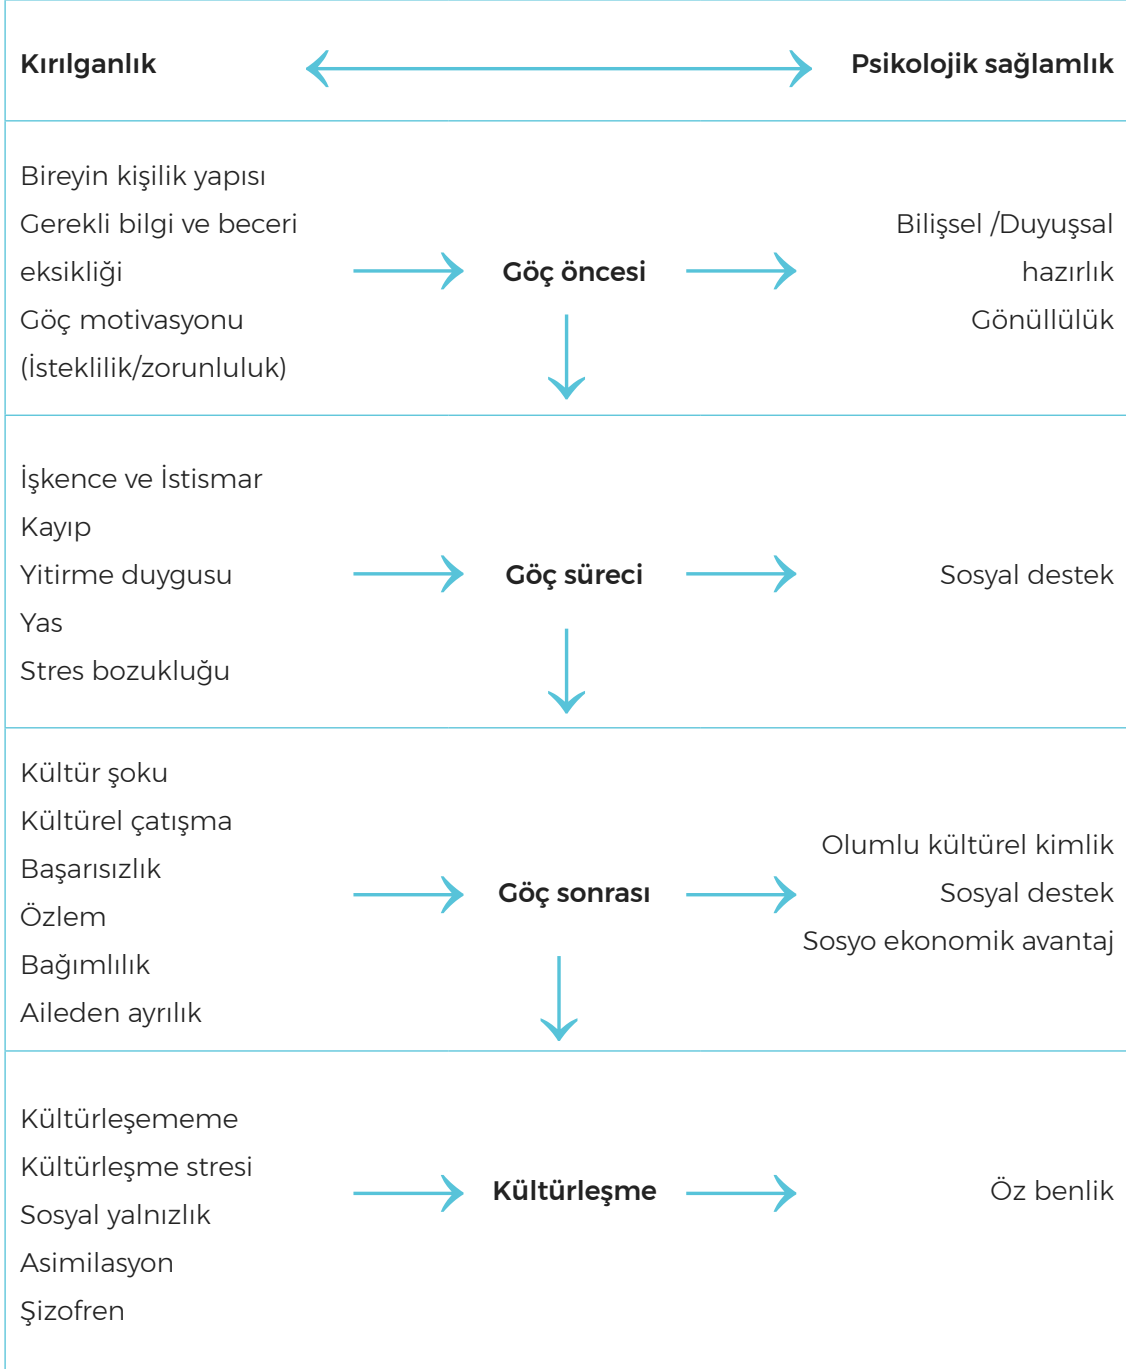 Kırılganlık
Psikolojik sağlamlık
Bireyin kişilik yapısı
Gerekli bilgi ve beceri
eksikliği
Göç motivasyonu
(İsteklilik/zorunluluk)
Göç öncesi
Bilişsel /Duyuşsal
hazırlık
Gönüllülük
İşkence ve İstismar
Kayıp
Yitirme duygusu
Yas
Stres bozukluğu
Göç süreci
Sosyal destek
Kültür şoku
Kültürel çatışma
Başarısızlık
Özlem
Bağımlılık
Aileden ayrılık
Göç sonrası
Olumlu kültürel kimlik
Sosyal destek
Sosyo ekonomik avantaj
Kültürleşememe
Kültürleşme stresi
Sosyal yalnızlık
Asimilasyon
Şizofren
Kültürleşme
Öz benlik